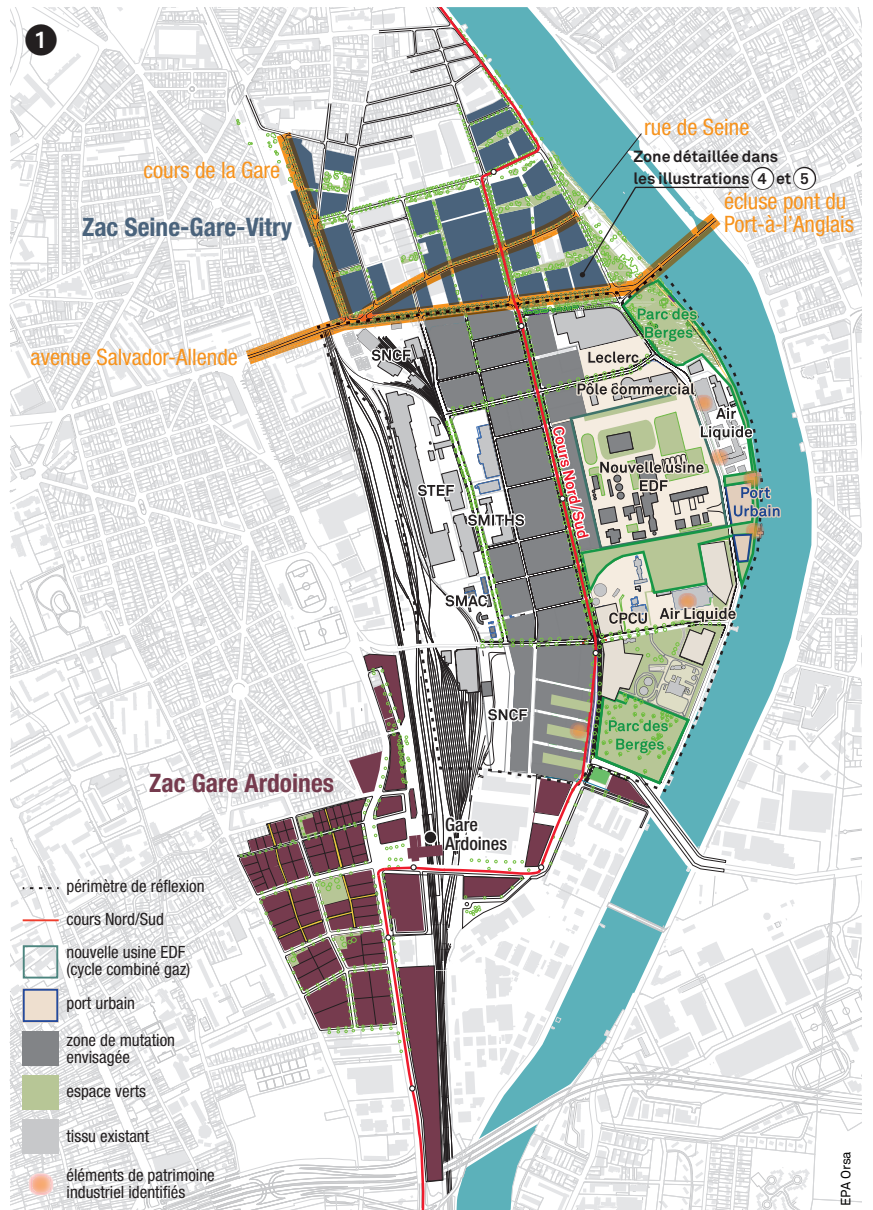 1
rue de Seine
Zone détaillée dans
les illustrations 4 et 5
cours de la Gare
écluse pont du
Port-à-l'Anglais
Zac Seine-Gare-Vitry
Parc des
Berges
avenue Salvador-Allende
SNCF
Leclerc
Pôle commercial
Air
Liquide
Cours Nord/Sud
Nouvelle usine
EDF
STEF
Port
Urbain
SMITHS
SMAC
CPCU
Air Liquide
SNCF
Parc des
Berges
Zac Gare Ardoines
Gare
Ardoines
périmètre de réflexion
cours Nord/Sud
nouvelle usine EDF
(cycle combiné gaz)
port urbain
zone de mutation
envisagée
espace verts
tissu existant
éléments de patrimoine
industriel identifiés
EPA Orsa